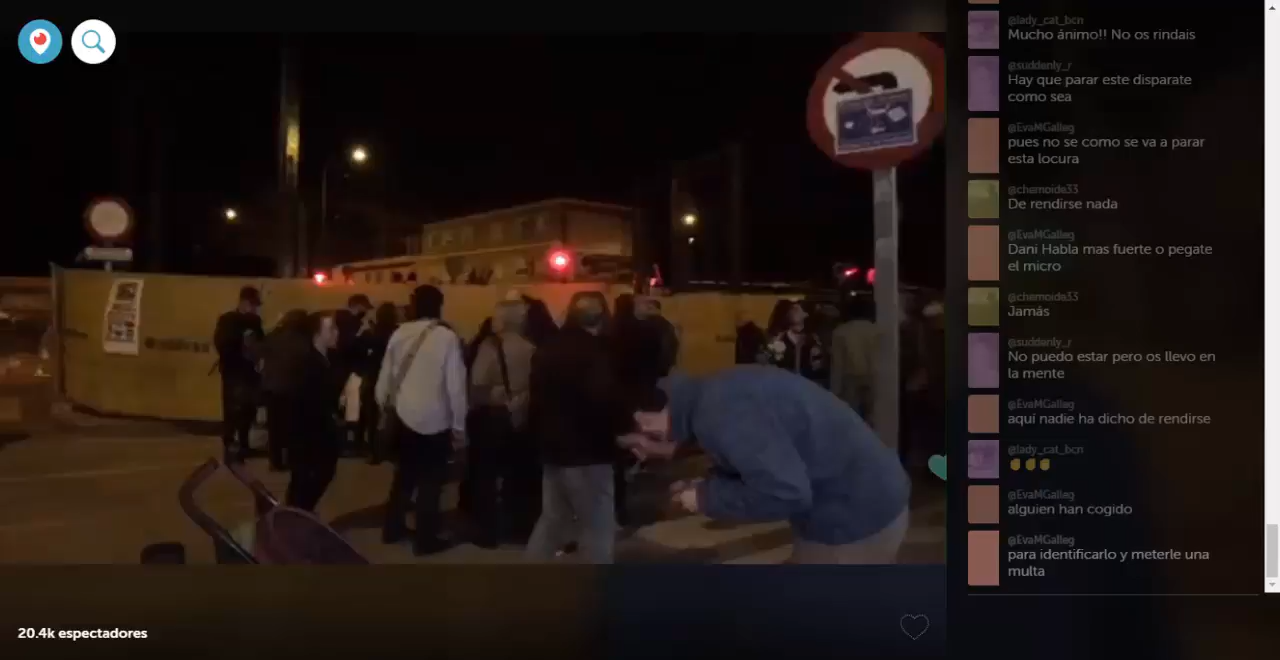 @lady_cat_bcn
Mucho ánimo!! No os rindais
@suddenly_r
Hay que parar este disparate
como sea
@EvaMGalleg
pues no se como se va a parar
esta locura
@chemoide33
De rendirse nada
@EvaMGalleg
Dani Habla mas fuerte o pegate
el micro
@chemoide33
Jamás
@suddenly_r
No puedo estar pero os llevo en
la mente
@EvaMGalleg
aqui nadie ha dicho de rendirse
@lady_cat_bcn
@EvaMGalleg
alguien han cogido
@EvaMGalleg
para identificarlo y meterle una
multa
20.4k espectadores